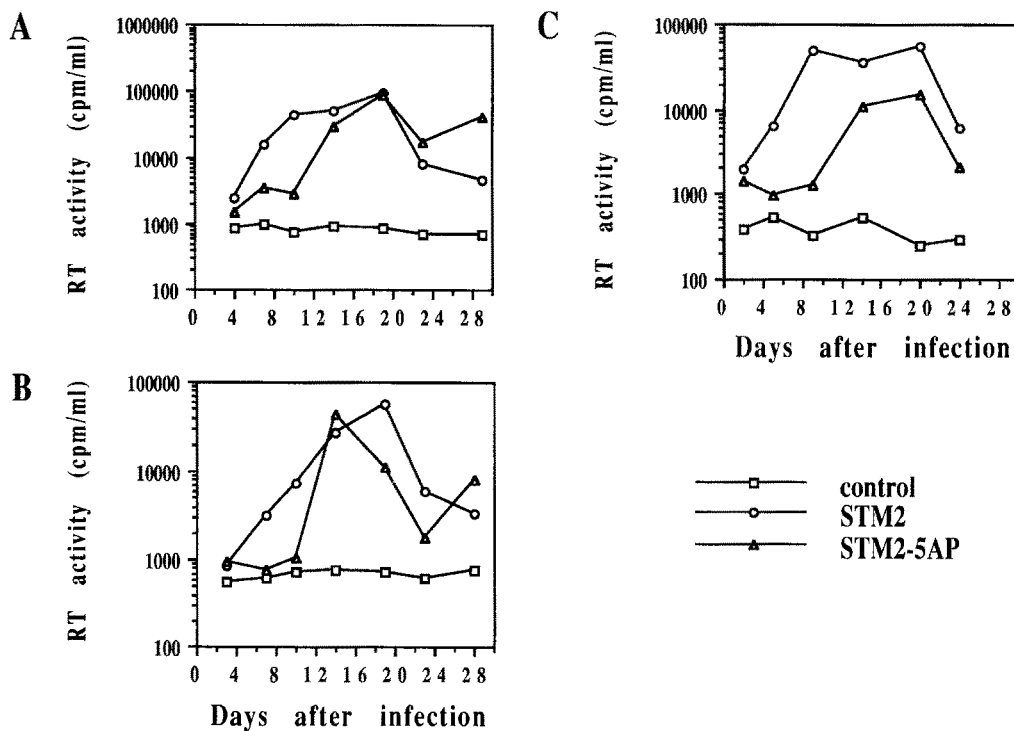 A
RT activity (cpm/ml)
1000000
100000
10000
1000
100
0 4 8 12 16 20 24 28
B
RT activity (cpm/ml)
100000
10000
1000
100
0 4 8 12 16 20 24 28
Days after infection
C
RT activity (cpm/ml)
100000
10000
1000
100
0 4 8 12 16 20 24 28
Days after infection
control
STM2
STM2-5AP